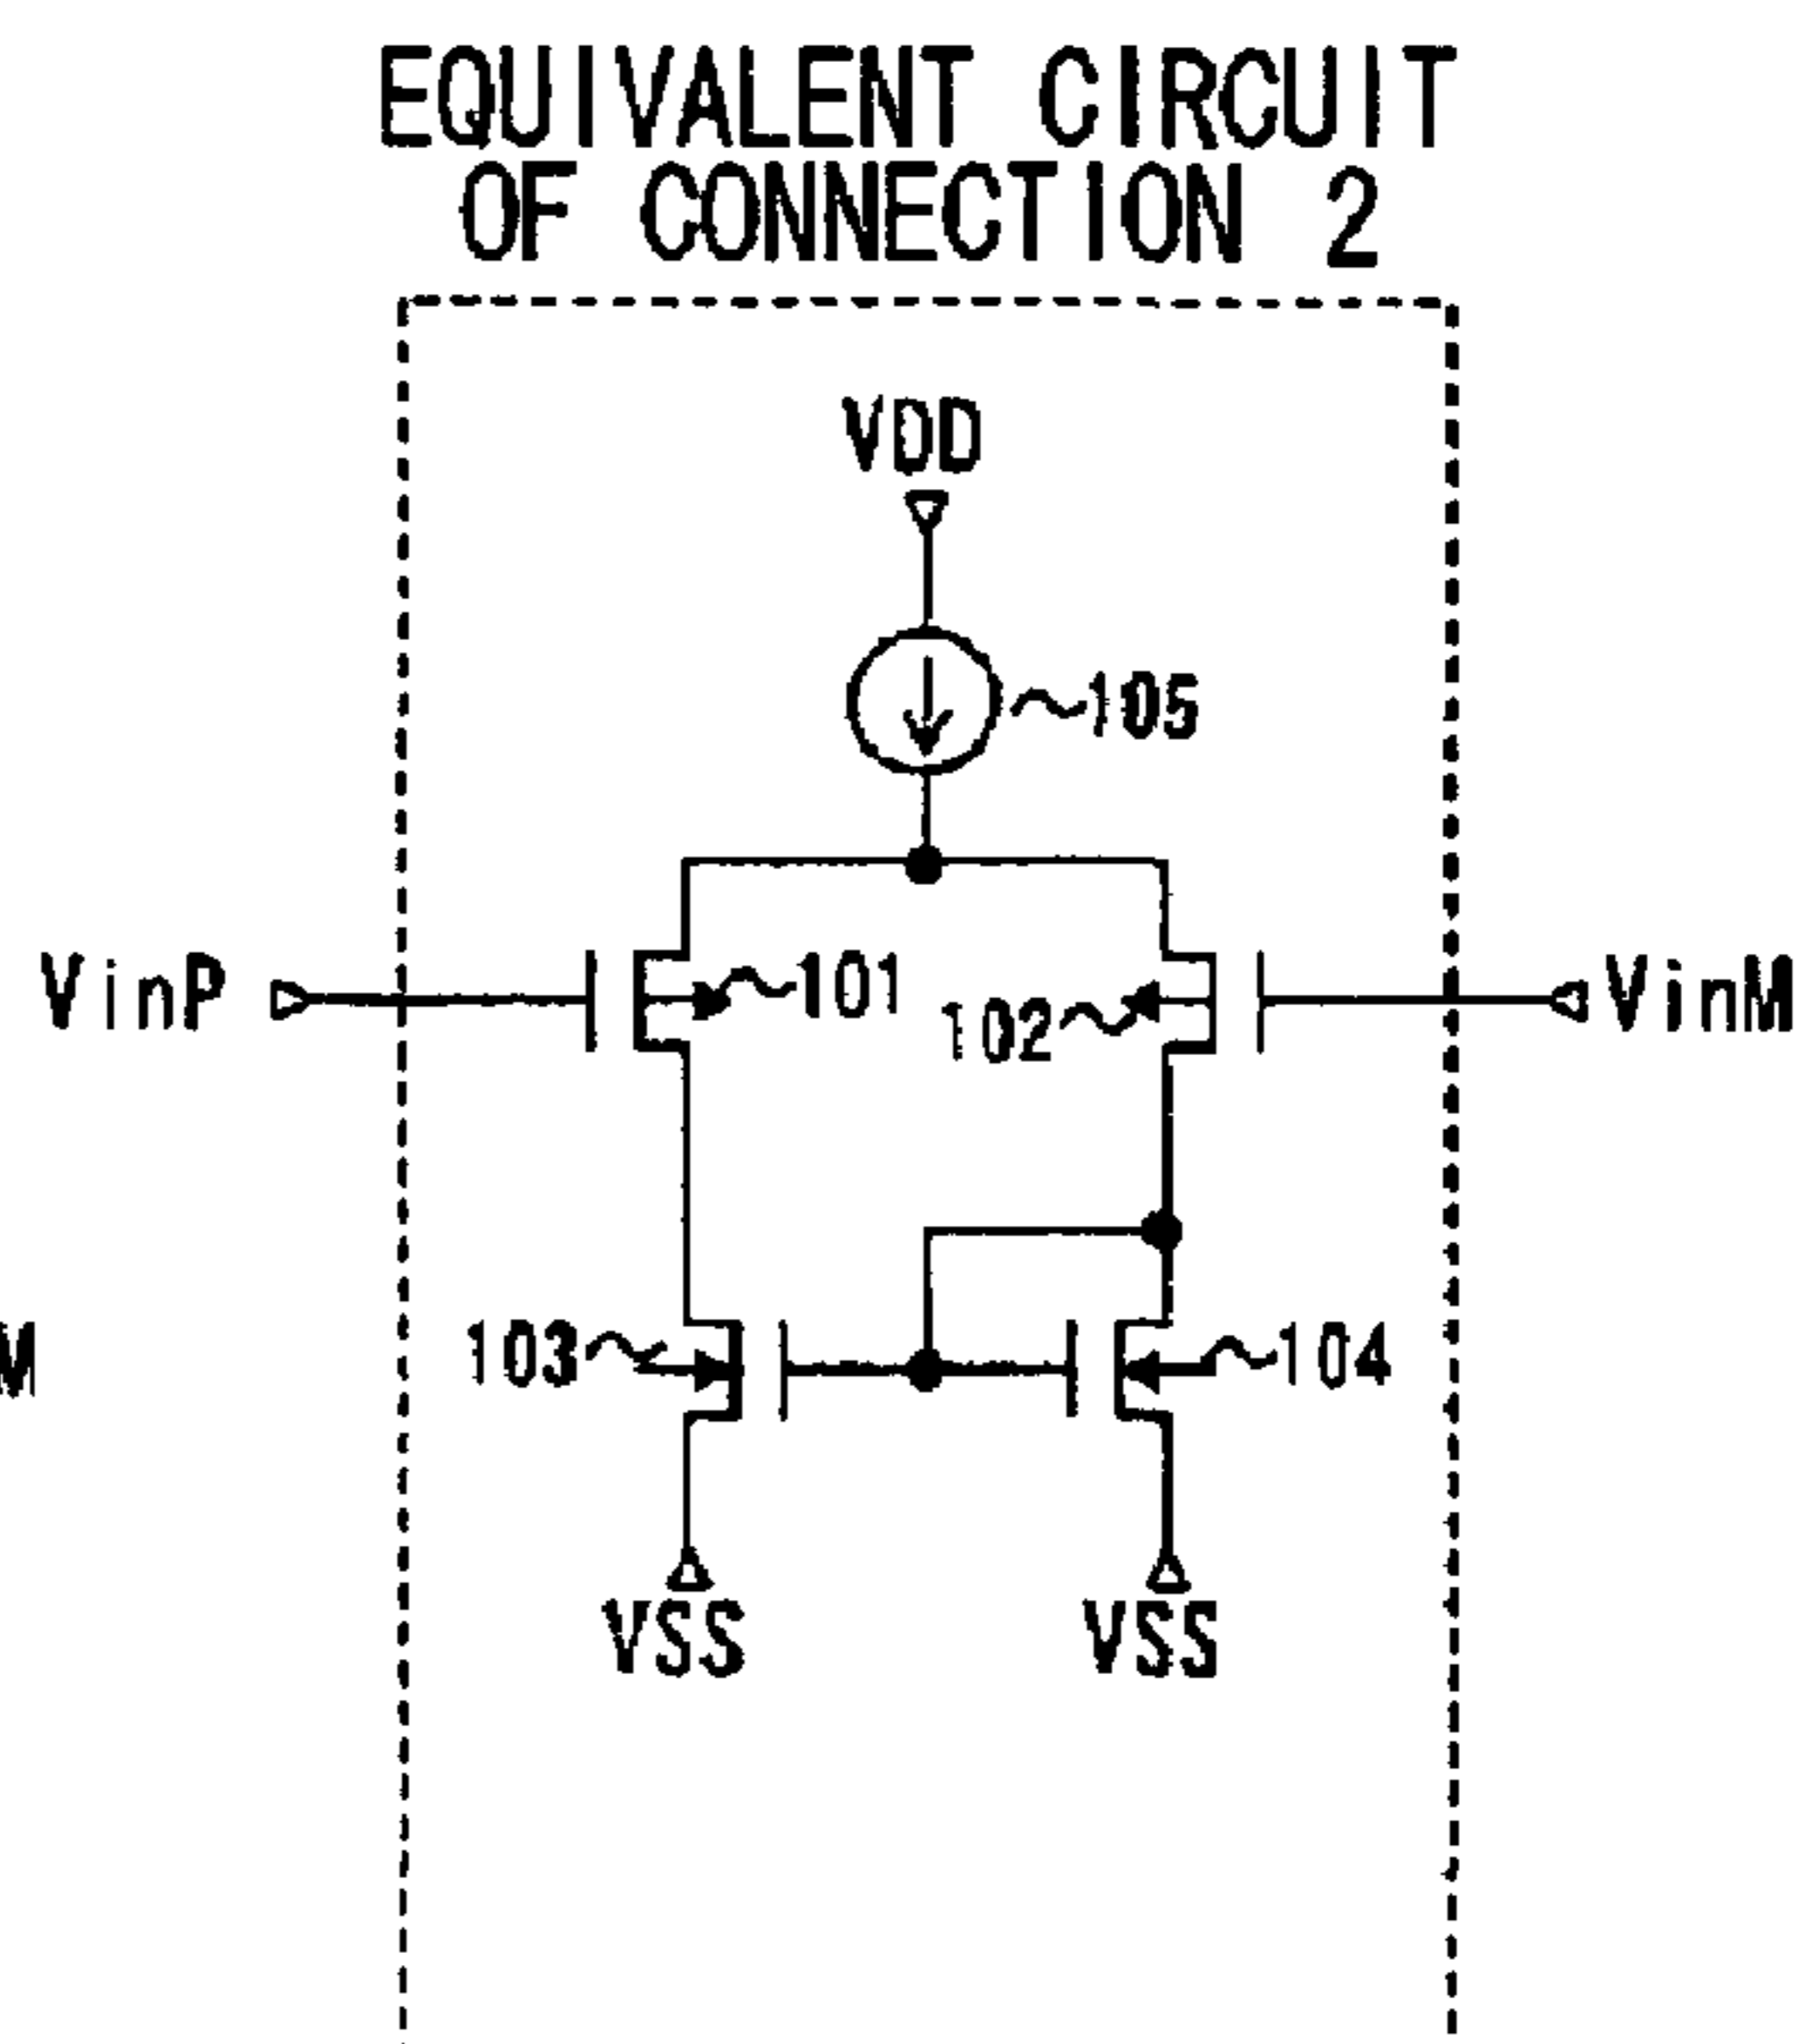 EQUIVALENT CIRCUIT
OF CONNECTION 2
VDD
105
VinP
101
102
VinM
M
103
104
VSS
VSS